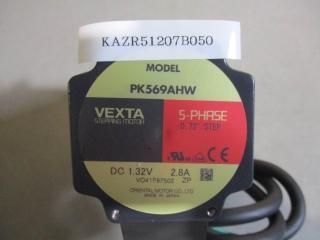 KAZR51207B050
MODEL
PK569AHW
VEXTA
STEPPING MOTOR
5-PHASE
0.72° STEP
DC 1.32V 2.8A
ZP
ORIENTAL MOTOR CO., LTD.
MADE IN JAPAN